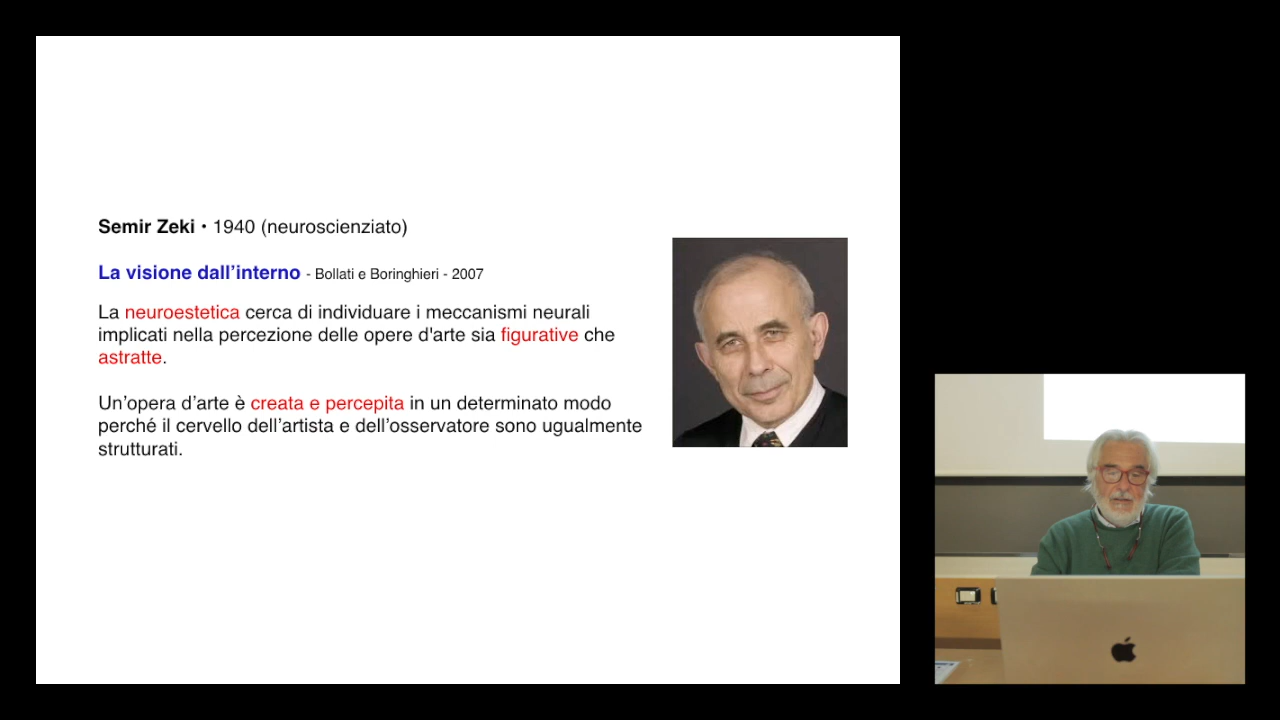 Semir Zeki • 1940 (neuroscienziato)
La visione dall’interno - Bollati e Boringhieri - 2007
La neuroestetica cerca di individuare i meccanismi neurali
implicati nella percezione delle opere d'arte sia figurative che
astratte.
Un’opera d’arte è creata e percepita in un determinato modo
perché il cervello dell’artista e dell’osservatore sono ugualmente
strutturati.